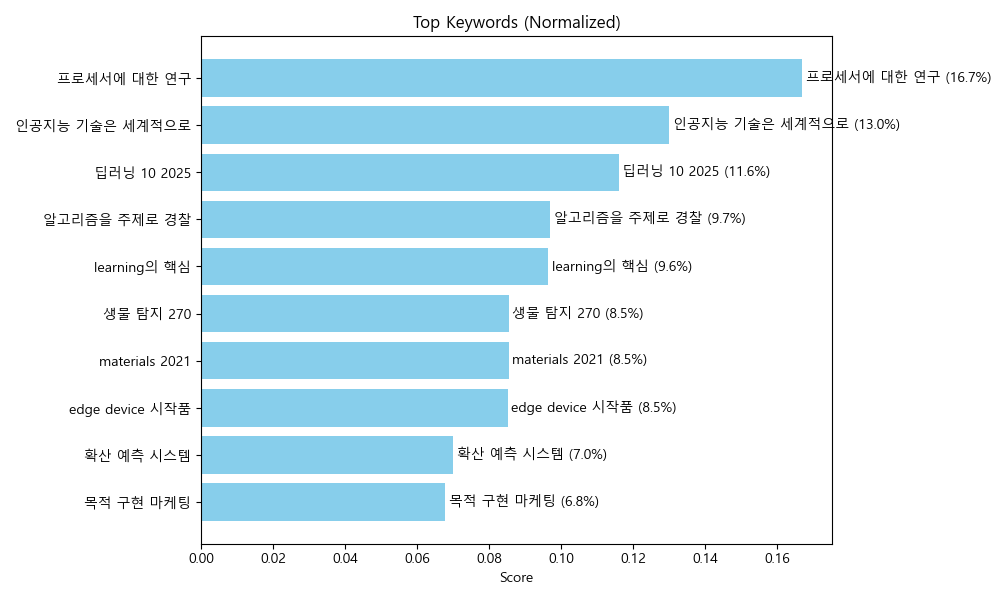 Top Keywords (Normalized)
프로세서에 대한 연구 프로세서에 대한 연구 (16.7%)
인공지능 기술은 세계적으로 인공지능 기술은 세계적으로 (13.0%)
딥러닝 10 2025 딥러닝 10 2025 (11.6%)
알고리즘을 주제로 경찰 알고리즘을 주제로 경찰 (9.7%)
learning의 핵심 learning의 핵심 (9.6%)
생물 탐지 270 생물 탐지 270 (8.5%)
materials 2021 materials 2021 (8.5%)
edge device 시작품 edge device 시작품 (8.5%)
확산 예측 시스템 확산 예측 시스템 (7.0%)
목적 구현 마케팅 목적 구현 마케팅 (6.8%)
0.00 0.02 0.04 0.06 0.08 0.10 0.12 0.14 0.16
Score